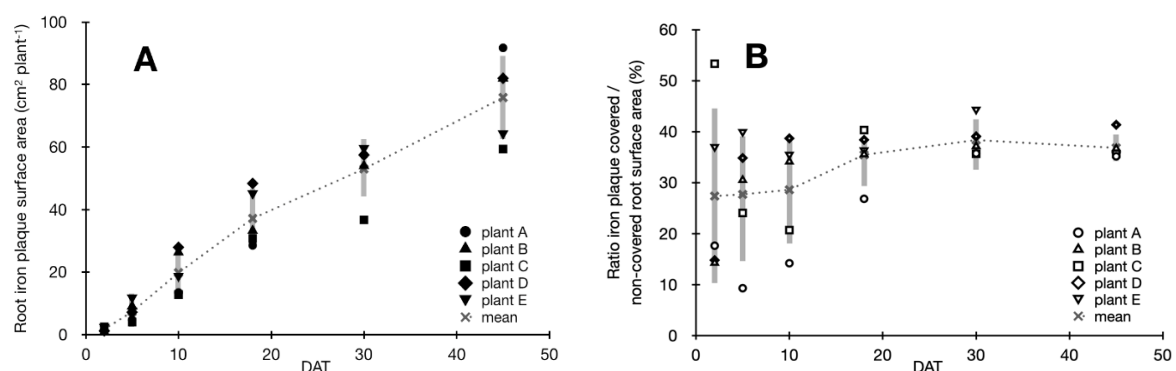 A
Root iron plaque surface area (cm² plant⁻¹)
100
80
60
40
20
0
0 10 20 30 40 50
DAT
plant A
plant B
plant C
plant D
plant E
mean
B
Ratio iron plaque covered /
non-covered root surface area (%)
60
50
40
30
20
10
0
0 10 20 30 40 50
DAT
plant A
plant B
plant C
plant D
plant E
mean